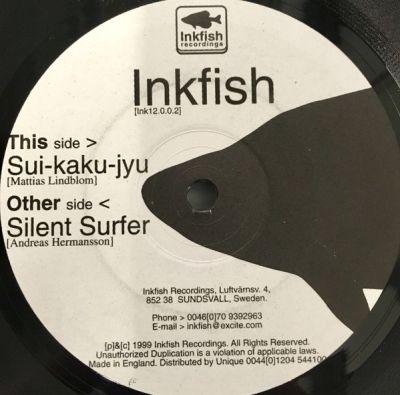 Inkfish
recordings
Inkfish
[Ink12.0.0.2]
This side >
Sui-kaku-jyu
[Mattias Lindblom]
Other side <
Silent Surfer
[Andreas Hermansson]
Inkfish Recordings, Luftvärnsv. 4,
852 38 SUNDSVALL, Sweden.
Phone > 0046[0]70 9392963
E-mail > inkfish@excite.com
[p]&[c] 1999 Inkfish Recordings. All Rights Reserved.
Unauthorized Duplication is a violation of applicable laws.
Made in England. Distributed by Unique 0044[0]1204 544100